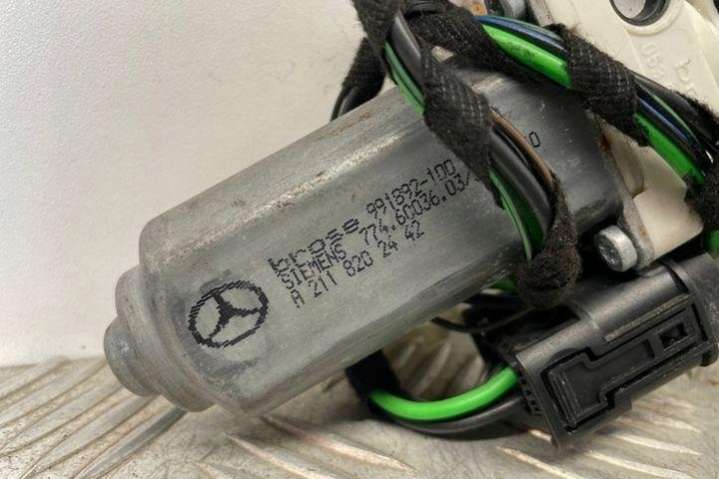 brose 991892-100
SIEMENS 774.60036.03/
A 211 820 24 42